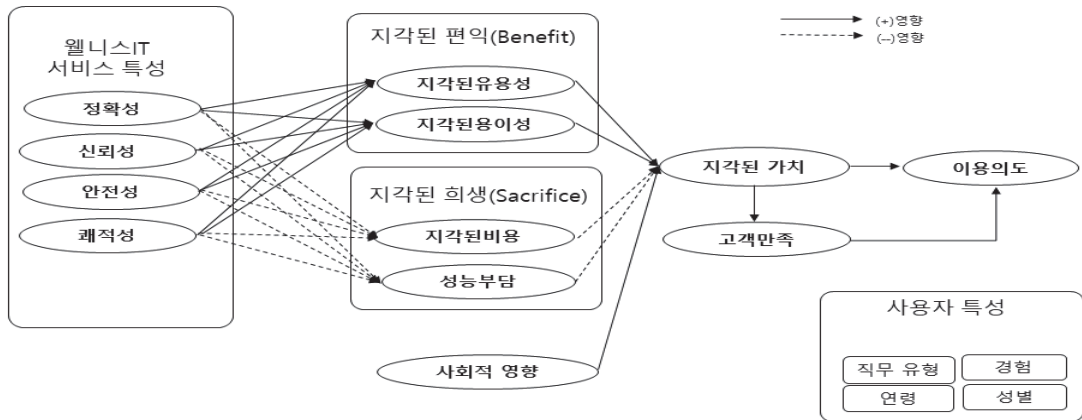 웰니스IT
서비스 특성
정확성
신뢰성
안전성
쾌적성
지각된 편익(Benefit)
지각된유용성
지각된용이성
지각된 희생(Sacrifice)
지각된비용
성능부담
사회적 영향
지각된 가치
고객만족
이용의도
(+)영향
(--)영향
사용자 특성
직무 유형
경험
연령
성별